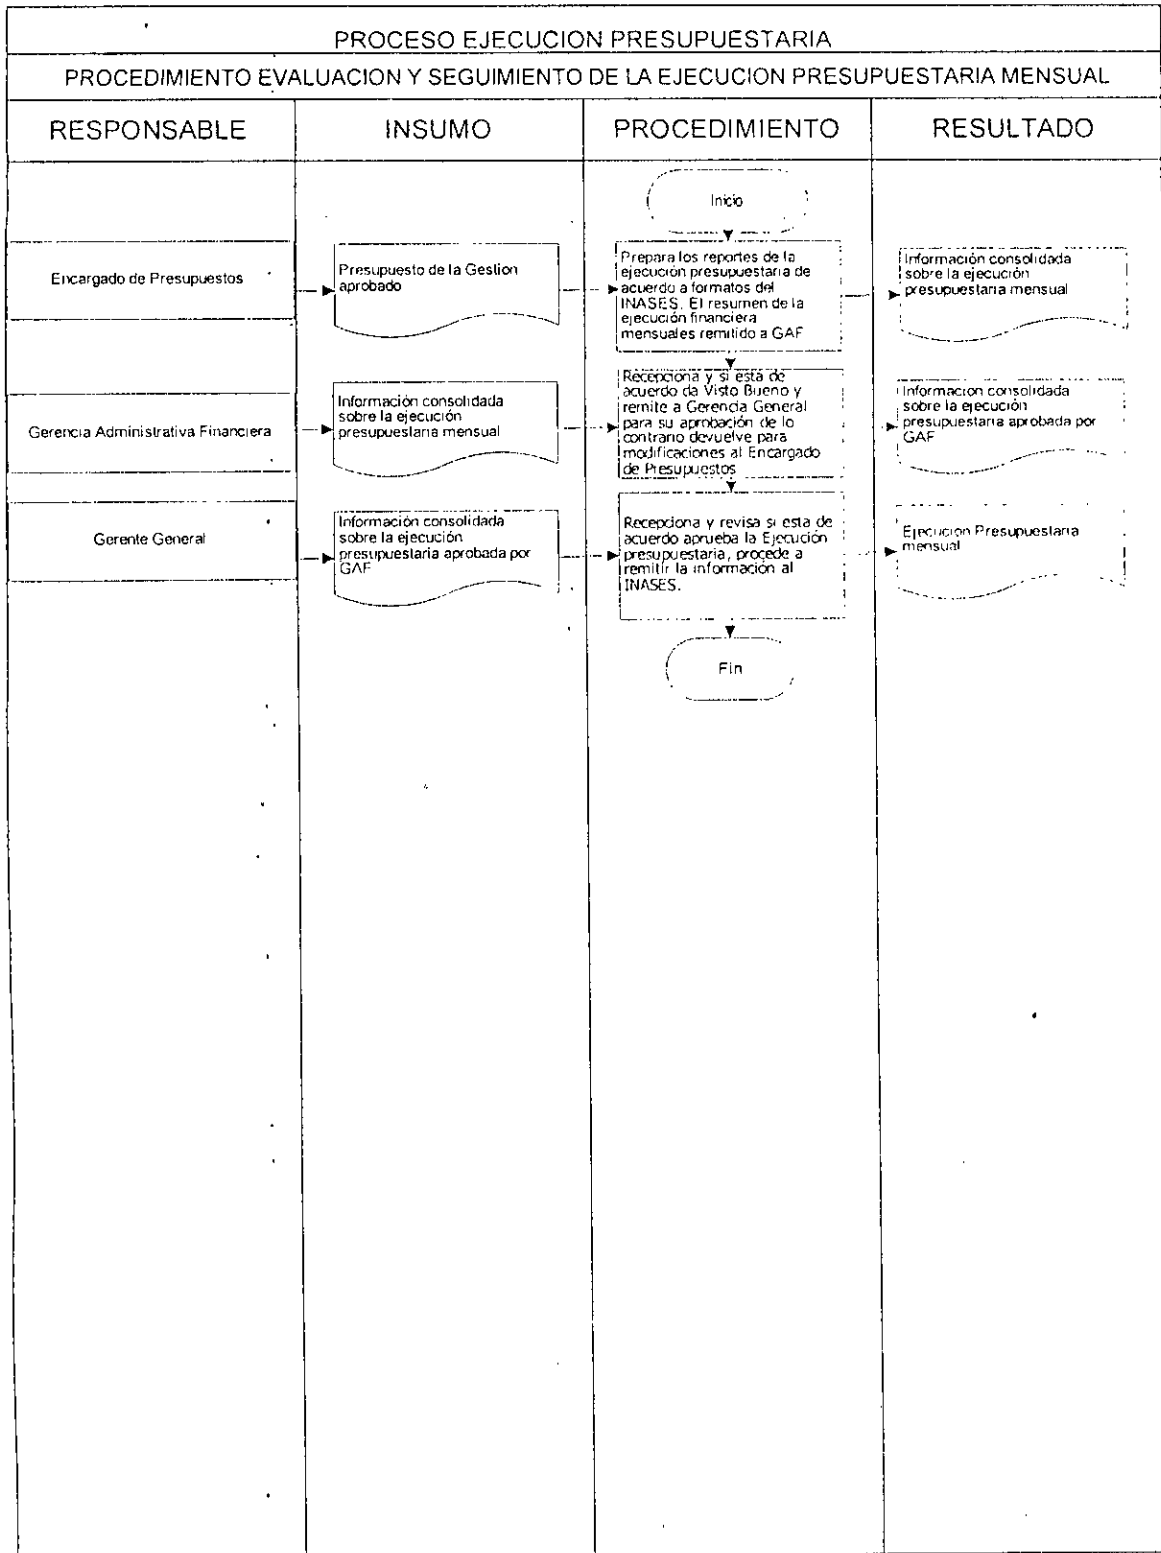 PROCESO EJECUCION PRESUPUESTARIA
PROCEDIMIENTO EVALUACION Y SEGUIMIENTO DE LA EJECUCION PRESUPUESTARIA MENSUAL
RESPONSABLE
INSUMO
PROCEDIMIENTO
RESULTADO
Inicio
Encargado de Presupuestos
Presupuesto de la Gestion
aprobado
Prepara los reportes de la
ejecución presupuestaria de
acuerdo a formatos del
INASES. El resumen de la
ejecución financiera
mensuales remitido a GAF
Información consolidada
sobre la ejecución
presupuestaria mensual
Gerencia Administrativa Financiera
Información consolidada
sobre la ejecución
presupuestaria mensual
Recepciona y si está de
acuerdo da Visto Bueno y
remite a Gerencia General
para su aprobación de lo
contrario devuelve para
modificaciones al Encargado
de Presupuestos
Información consolidada
sobre la ejecución
presupuestaria aprobada por
GAF
Gerente General
Información consolidada
sobre la ejecución
presupuestaria aprobada por
GAF
Recepciona y revisa si esta de
acuerdo aprueba la Ejecución
presupuestaria, procede a
remitir la información al
INASES.
Ejecución Presupuestaria
mensual
Fin